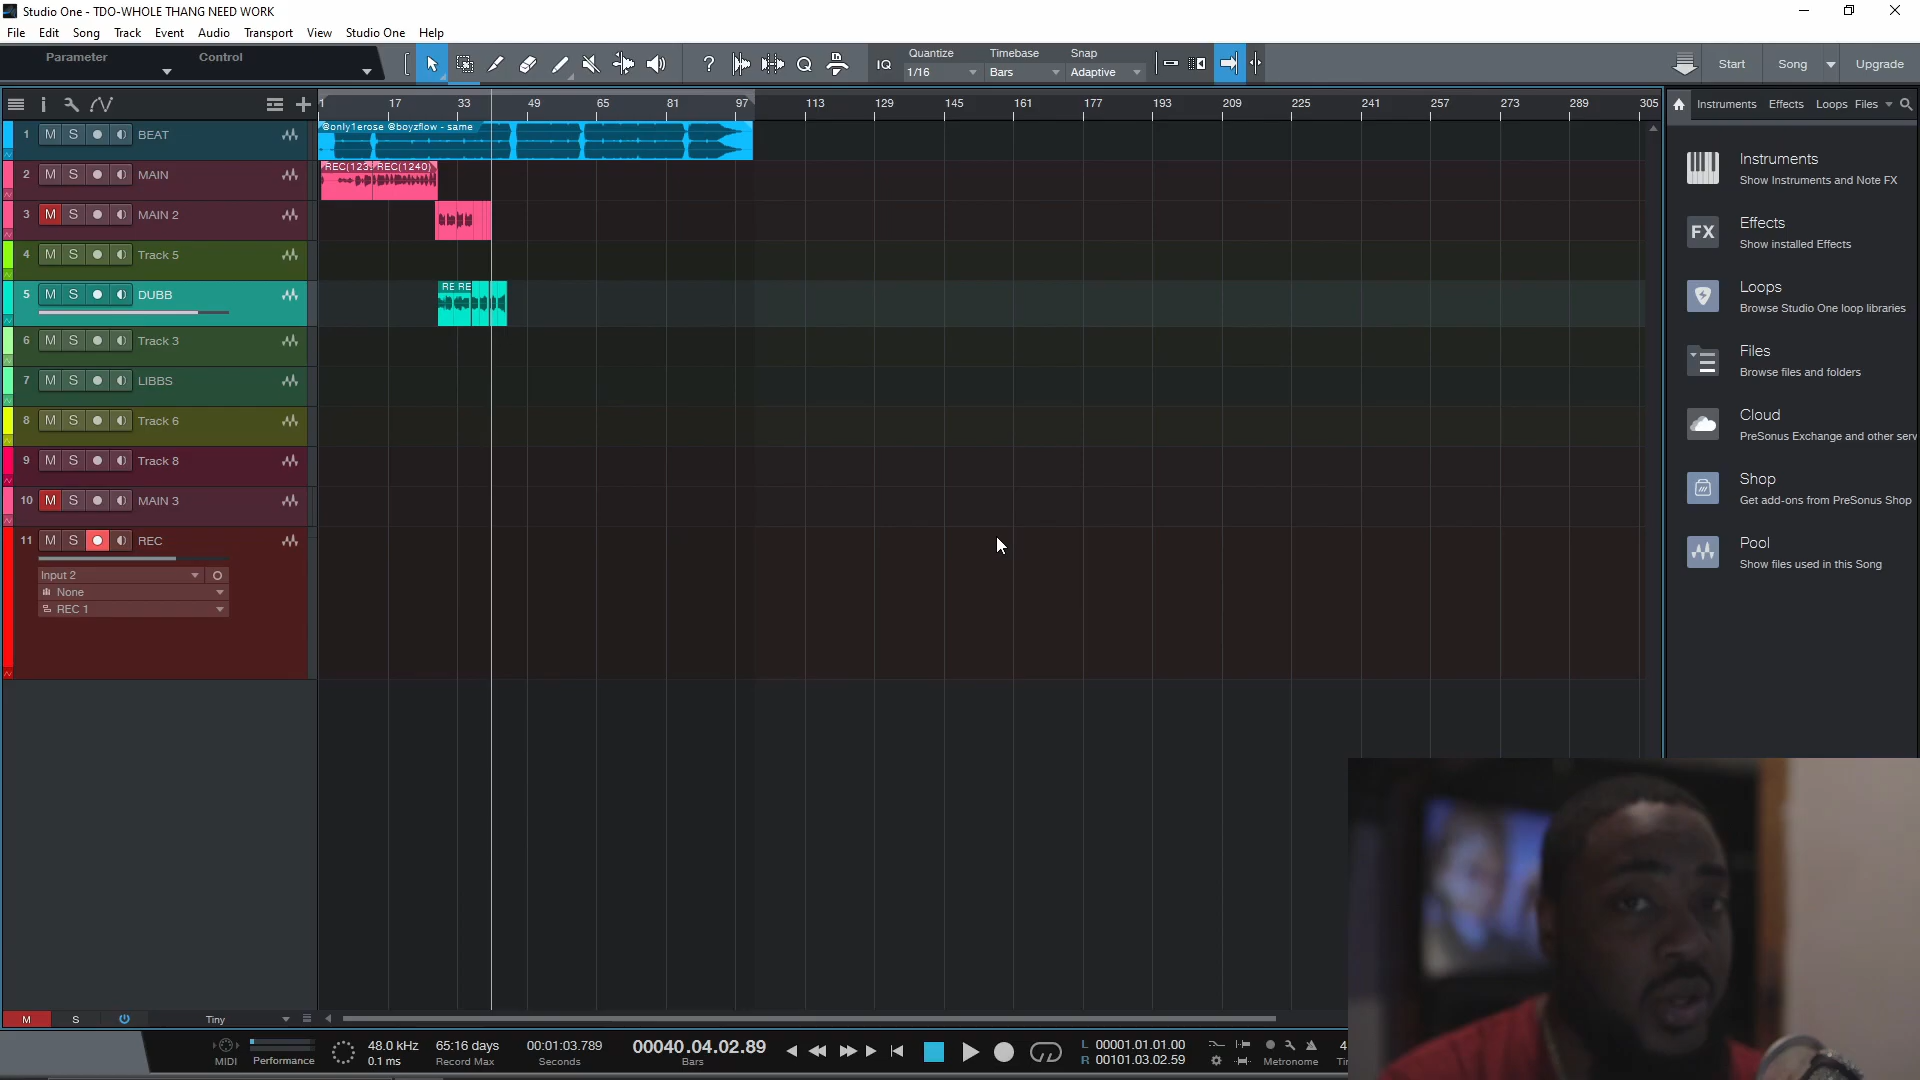 Studio One - TDO-WHOLE THANG NEED WORK
File Edit Song Track Event Audio Transport View Studio One Help
Parameter Control
IQ
Quantize
1/16
Timebase
Bars
Snap
Adaptive
Start Song Upgrade
1 17 33 49 65 81 97 113 129 145 161 177 193 209 225 241 257 273 289 305
Instruments Effects Loops Files
1 M S BEAT
@only1erose @boyzflow - same
2 M S MAIN
REC(123 REC(1240)
3 M S MAIN 2
4 M S Track 5
5 M S DUBB
RE RE
6 M S Track 3
7 M S LIBBS
8 M S Track 6
9 M S Track 8
10 M S MAIN 3
11 M S REC
Input 2
None
REC 1
Instruments
Show Instruments and Note FX
FX
Effects
Show installed Effects
Loops
Browse Studio One loop libraries
Files
Browse files and folders
Cloud
PreSonus Exchange and other serv
Shop
Get add-ons from PreSonus Shop
Pool
Show files used in this Song
M S Tiny
MIDI
Performance
48.0 kHz
0.1 ms
65:16 days
Record Max
00:01:03.789
Seconds
00040.04.02.89
Bars
L 00001.01.01.00
R 00101.03.02.59
Metronome
4